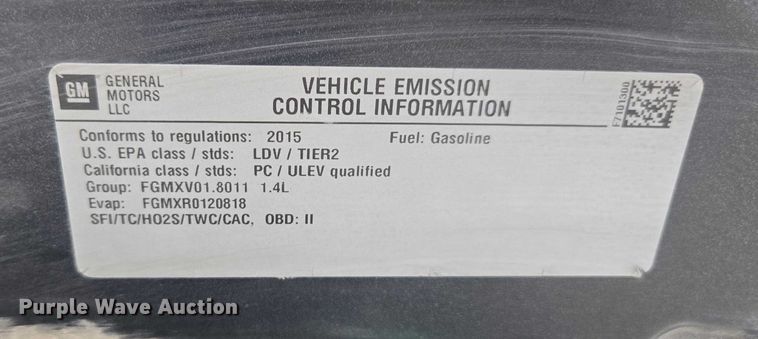 GM
GENERAL MOTORS LLC
VEHICLE EMISSION
CONTROL INFORMATION
F7101300
Conforms to regulations: 2015 Fuel: Gasoline
U.S. EPA class / stds: LDV / TIER2
California class / stds: PC / ULEV qualified
Group: FGMXV01.8011 1.4L
Evap: FGMXR0120818
SFI/TC/HO2S/TWC/CAC, OBD: II
Purple Wave Auction